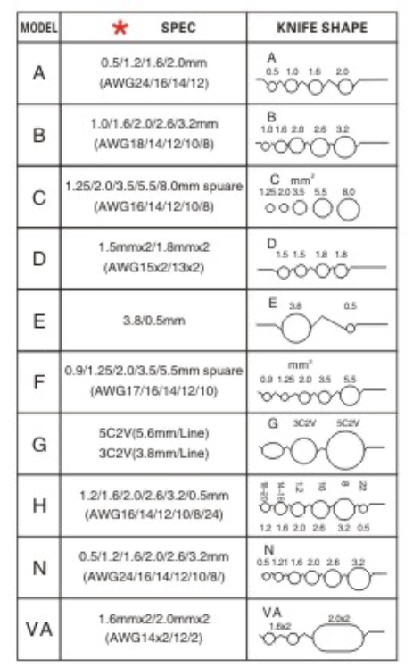 MODEL * SPEC KNIFE SHAPE
A
0.5/1.2/1.6/2.0mm
(AWG24/16/14/12)
A
0.5 1.0 1.6 2.0
B
1.0/1.6/2.0/2.6/3.2mm
(AWG18/14/12/10/8)
B
1.0 1.6 2.0 2.6 3.2
C
1.25/2.0/3.5/5.5/8.0mm spuare
(AWG16/14/12/10/8)
C mm²
1.25 2.0 3.5 5.5 8.0
D
1.5mmx2/1.8mmx2
(AWG15x2/13x2)
D
1.5 1.5 1.8 1.8
E
3.8/0.5mm
E 3.8 0.5
F
0.9/1.25/2.0/3.5/5.5mm spuare
(AWG17/16/14/12/10)
mm²
0.9 1.25 2.0 3.5 5.5
G
5C2V(5.6mm/Line)
3C2V(3.8mm/Line)
G 3C2V 5C2V
H
1.2/1.6/2.0/2.6/3.2/0.5mm
(AWG16/14/12/10/8/24)
H
12 10 8 22
1.2 1.6 2.0 2.6 3.2 0.5
N
0.5/1.2/1.6/2.0/2.6/3.2mm
(AWG24/16/14/12/10/8/)
N
0.5 1.21 1.6 2.0 2.6 3.2
VA
1.6mmx2/2.0mmx2
(AWG14x2/12/2)
VA
1.6x2 2.0x2